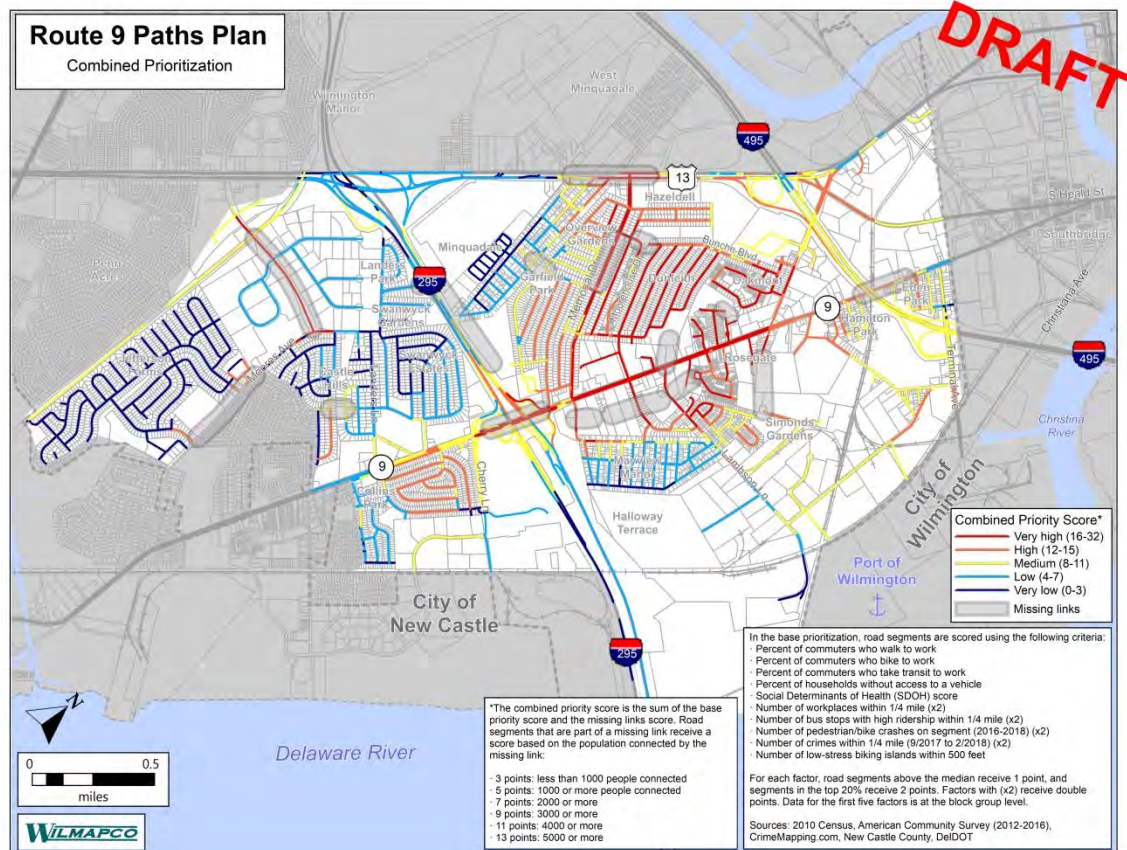 Route 9 Paths Plan
Combined Prioritization
DRAFT
West
Minquadale
Wilmington
Manor
495
13
Hazeldell
S Heald St
Southbridge
Overview
Gardens
Minquadale
Bunche Blvd
Landers
Park
295
Garfield
Park
Memorial Dr
Dunleith
Oakmont
Eden
Park
Christiana Ave
Swanwyck
Gardens
9
Hamilton
Park
Swanwyck
Estates
Rosegate
495
Jefferson
Farms
Moores Ave
Castle
Hills
Terminal Ave
Simonds
Gardens
Christina
River
9
Cherry Ln
Mayview
Manor
Lambson Ln
Collins
Park
Halloway
Terrace
City of
Wilmington
Port of
Wilmington
City of
New Castle
295
Delaware River
Combined Priority Score*
Very high (16-32)
High (12-15)
Medium (8-11)
Low (4-7)
Very low (0-3)
Missing links
In the base prioritization, road segments are scored using the following criteria:
· Percent of commuters who walk to work
· Percent of commuters who bike to work
· Percent of commuters who take transit to work
· Percent of households without access to a vehicle
· Social Determinants of Health (SDOH) score
· Number of workplaces within 1/4 mile (x2)
· Number of bus stops with high ridership within 1/4 mile (x2)
· Number of pedestrian/bike crashes on segment (2016-2018) (x2)
· Number of crimes within 1/4 mile (9/2017 to 2/2018) (x2)
· Number of low-stress biking islands within 500 feet
For each factor, road segments above the median receive 1 point, and
segments in the top 20% receive 2 points. Factors with (x2) receive double
points. Data for the first five factors is at the block group level.
Sources: 2010 Census, American Community Survey (2012-2016),
CrimeMapping.com, New Castle County, DelDOT
*The combined priority score is the sum of the base
priority score and the missing links score. Road
segments that are part of a missing link receive a
score based on the population connected by the
missing link:
· 3 points: less than 1000 people connected
· 5 points: 1000 or more people connected
· 7 points: 2000 or more
· 9 points: 3000 or more
· 11 points: 4000 or more
· 13 points: 5000 or more
N
0 0.5
miles
WILMAPCO